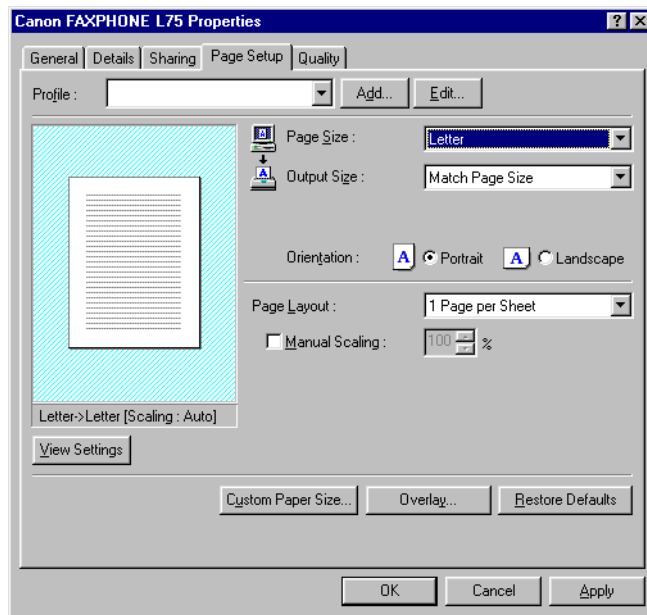 Canon FAXPHONE L75 Properties
General Details Sharing Page Setup Quality
Profile : Add... Edit...
Page Size : Letter
Output Size : Match Page Size
Orientation : A Portrait A Landscape
Page Layout : 1 Page per Sheet
Manual Scaling : 100 %
Letter->Letter [Scaling : Auto]
View Settings
Custom Paper Size... Overlay... Restore Defaults
OK Cancel Apply